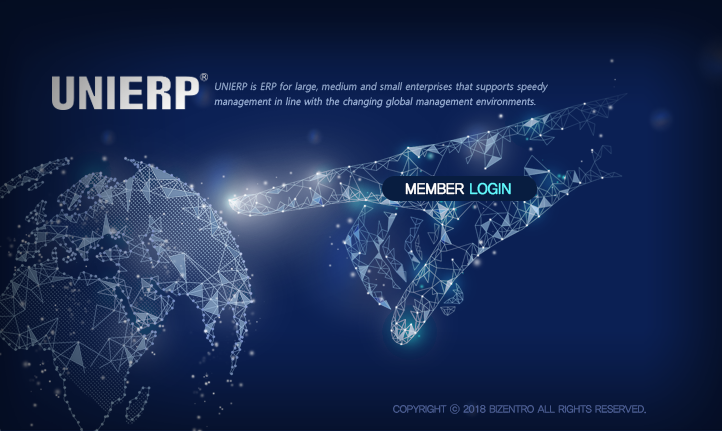 UNIERP®
UNIERP is ERP for large, medium and small enterprises that supports speedy
management in line with the changing global management environments.
MEMBER LOGIN
COPYRIGHT ⓒ 2018 BIZENTRO ALL RIGHTS RESERVED.